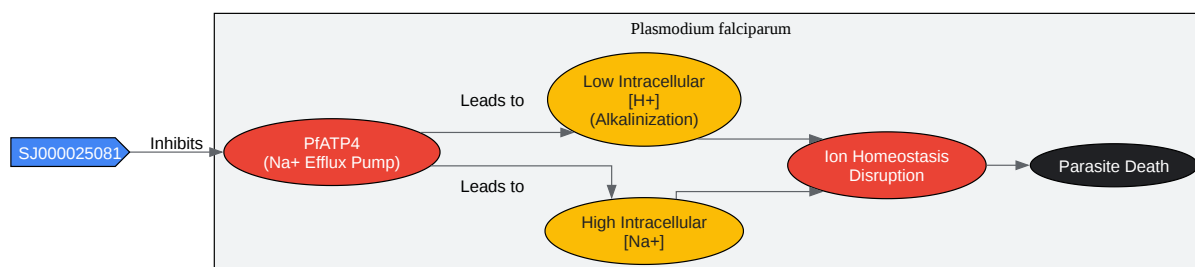 Plasmodium falciparum
SJ000025081
Inhibits
PfATP4
(Na+ Efflux Pump)
Leads to
Leads to
Low Intracellular
[H+]
(Alkalinization)
High Intracellular
[Na+]
Ion Homeostasis
Disruption
Parasite Death